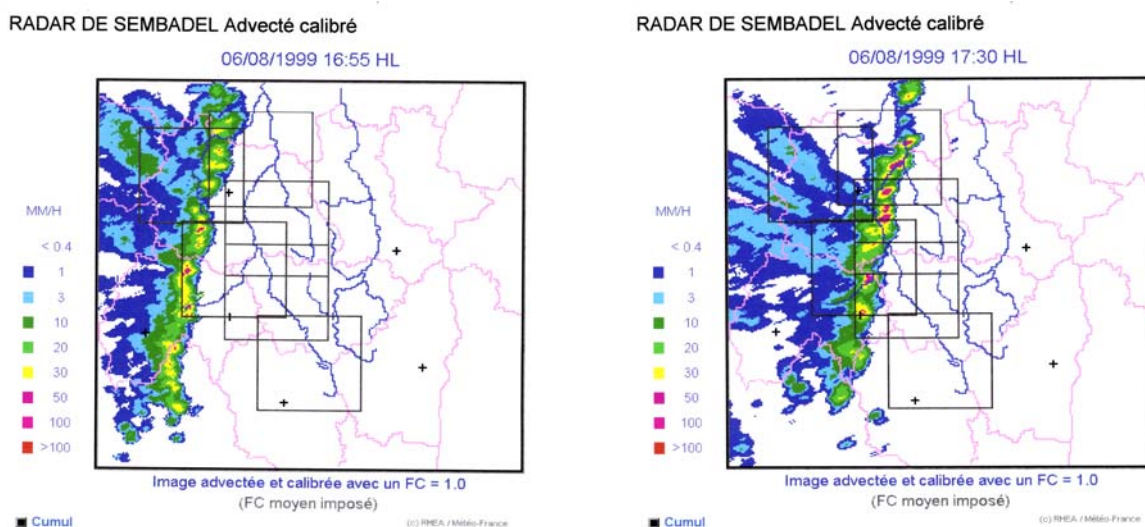 RADAR DE SEMBADEL Advecté calibré
06/08/1999 16:55 HL
MM/H
< 0 4
1
3
10
20
30
50
100
>100
Image advectée et calibrée avec un FC = 1.0
(FC moyen imposé)
Cumul
(c) RHEA / Météo-France
RADAR DE SEMBADEL Advecté calibré
06/08/1999 17:30 HL
MM/H
< 0 4
1
3
10
20
30
50
100
>100
Image advectée et calibrée avec un FC = 1.0
(FC moyen imposé)
Cumul
(c) RHEA / Météo-France